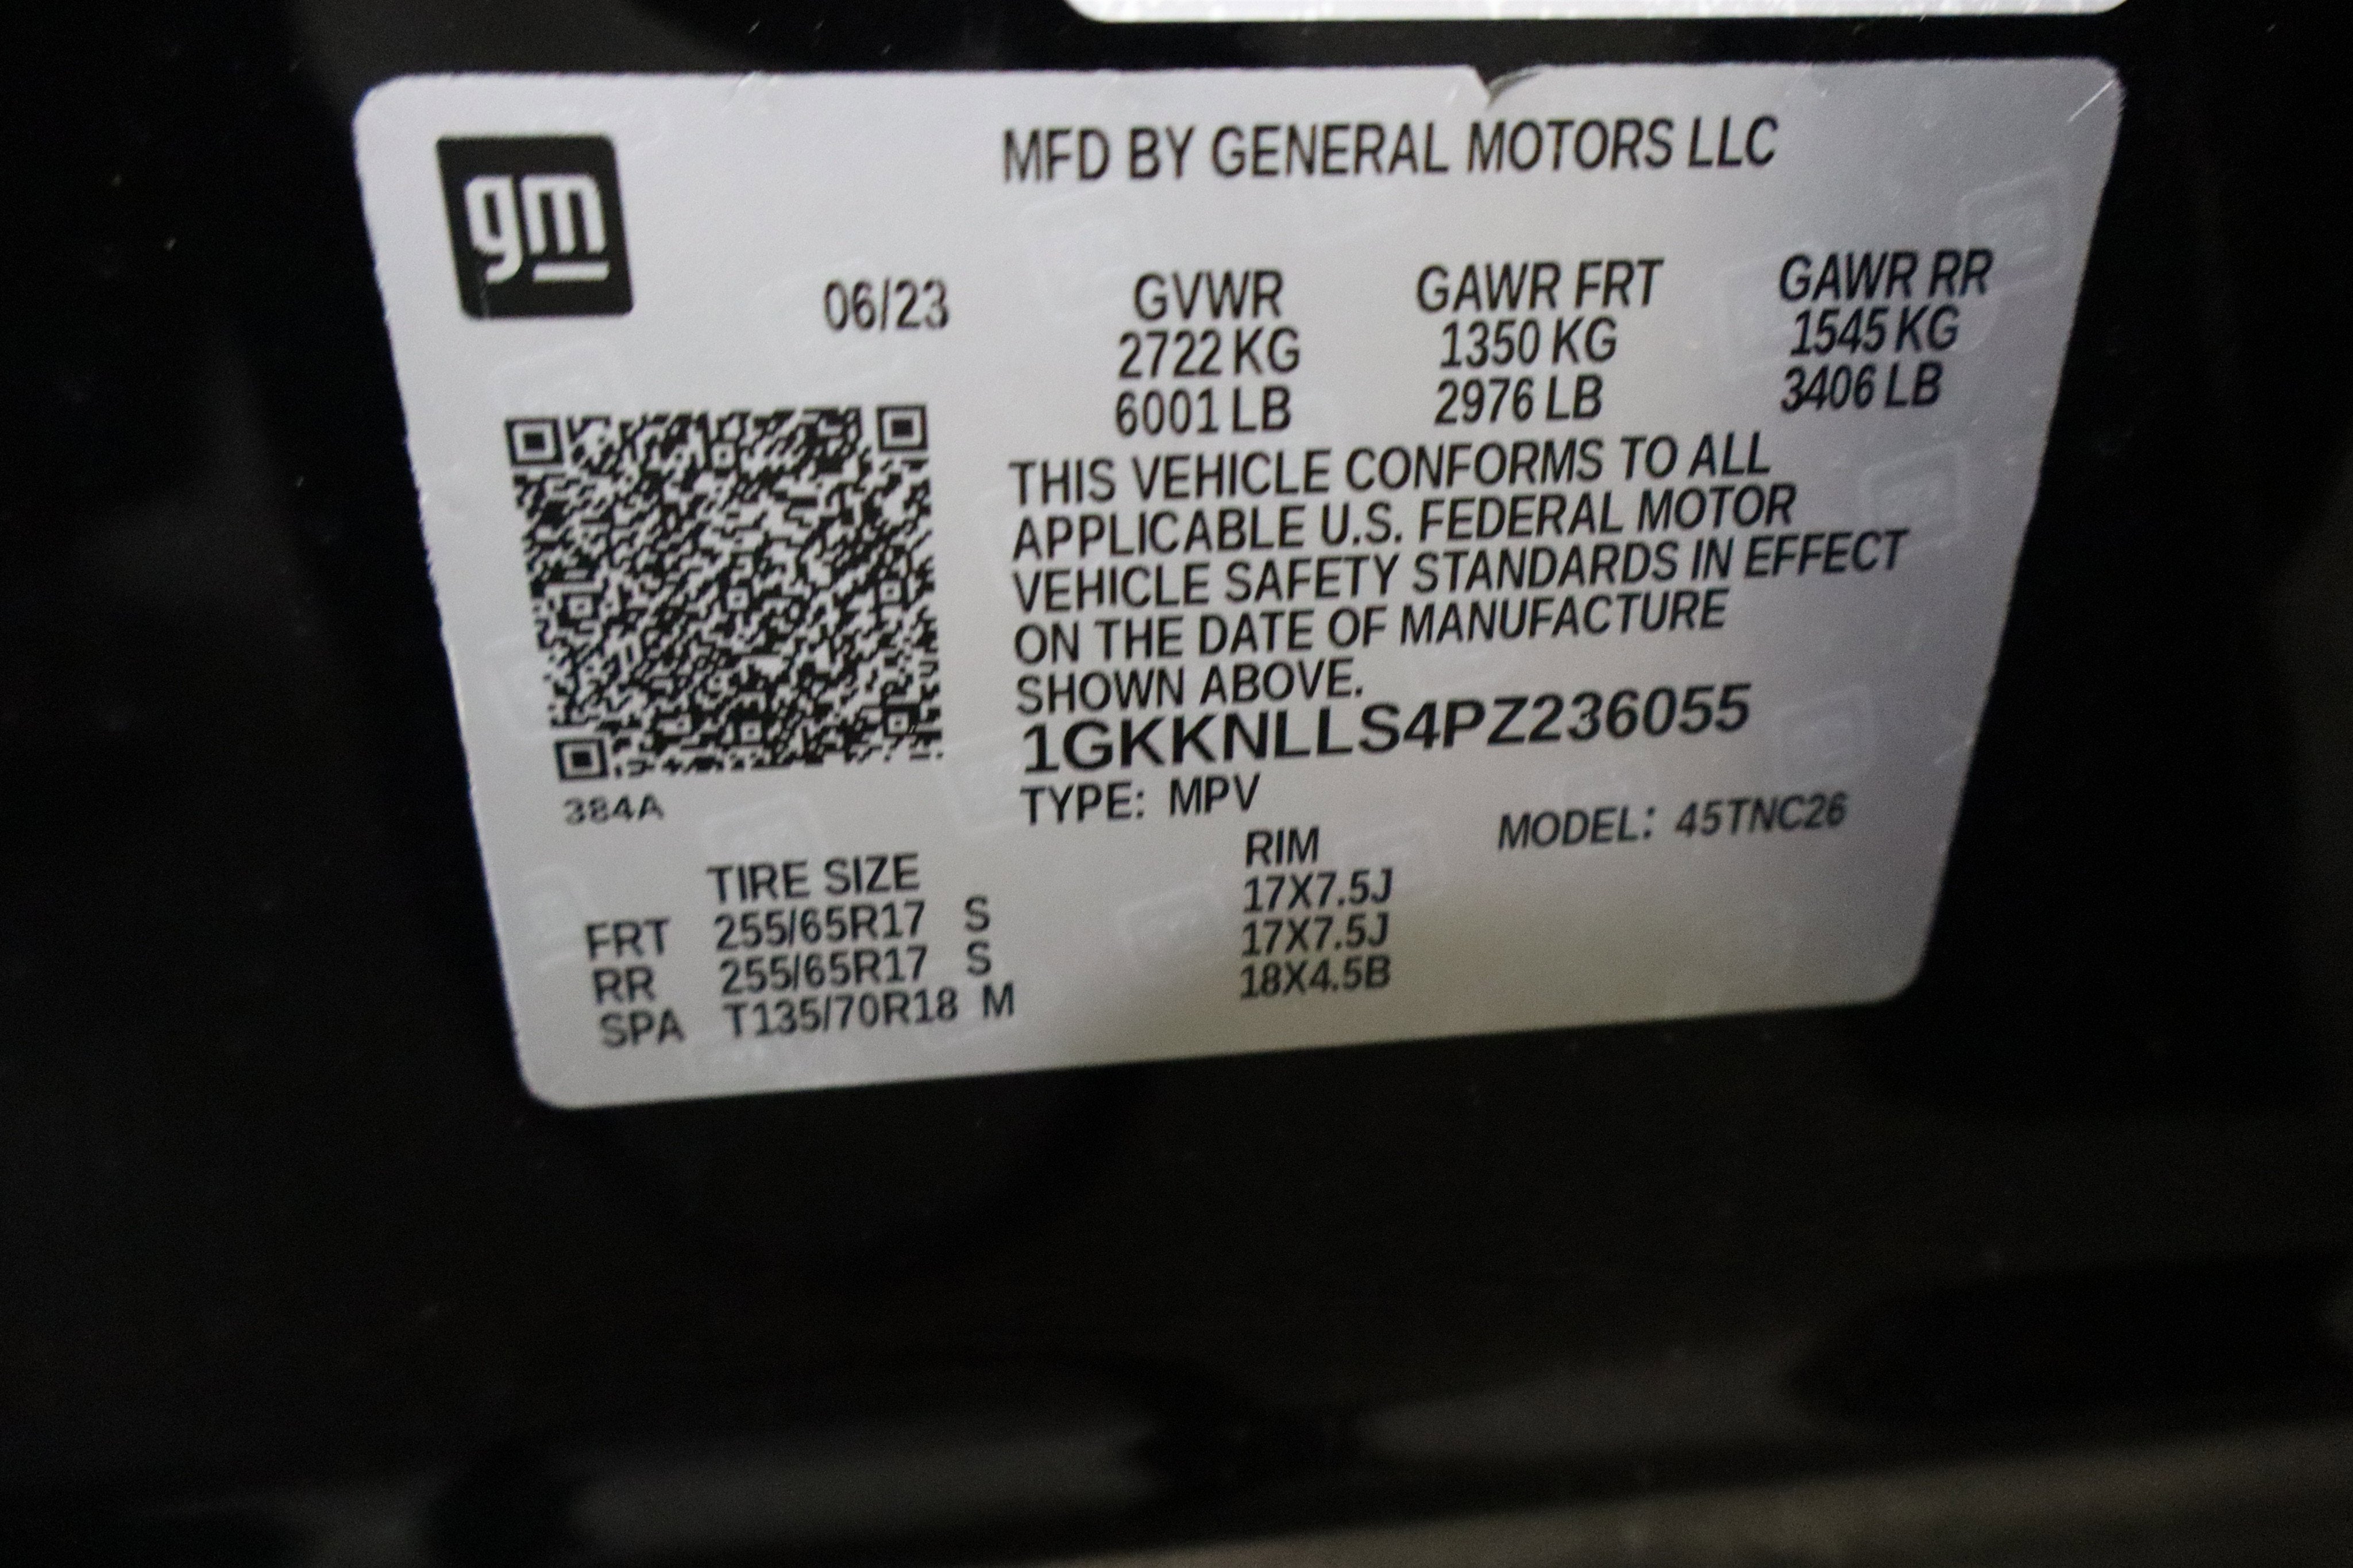 gm
MFD BY GENERAL MOTORS LLC
06/23 GVWR GAWR FRT GAWR RR
2722 KG 1350 KG 1545 KG
6001 LB 2976 LB 3406 LB
THIS VEHICLE CONFORMS TO ALL
APPLICABLE U.S. FEDERAL MOTOR
VEHICLE SAFETY STANDARDS IN EFFECT
ON THE DATE OF MANUFACTURE
SHOWN ABOVE.
1GKKNLLS4PZ236055
384A
TYPE: MPV MODEL: 45TNC26
TIRE SIZE RIM
FRT 255/65R17 S 17X7.5J
RR 255/65R17 S 17X7.5J
SPA T135/70R18 M 18X4.5B